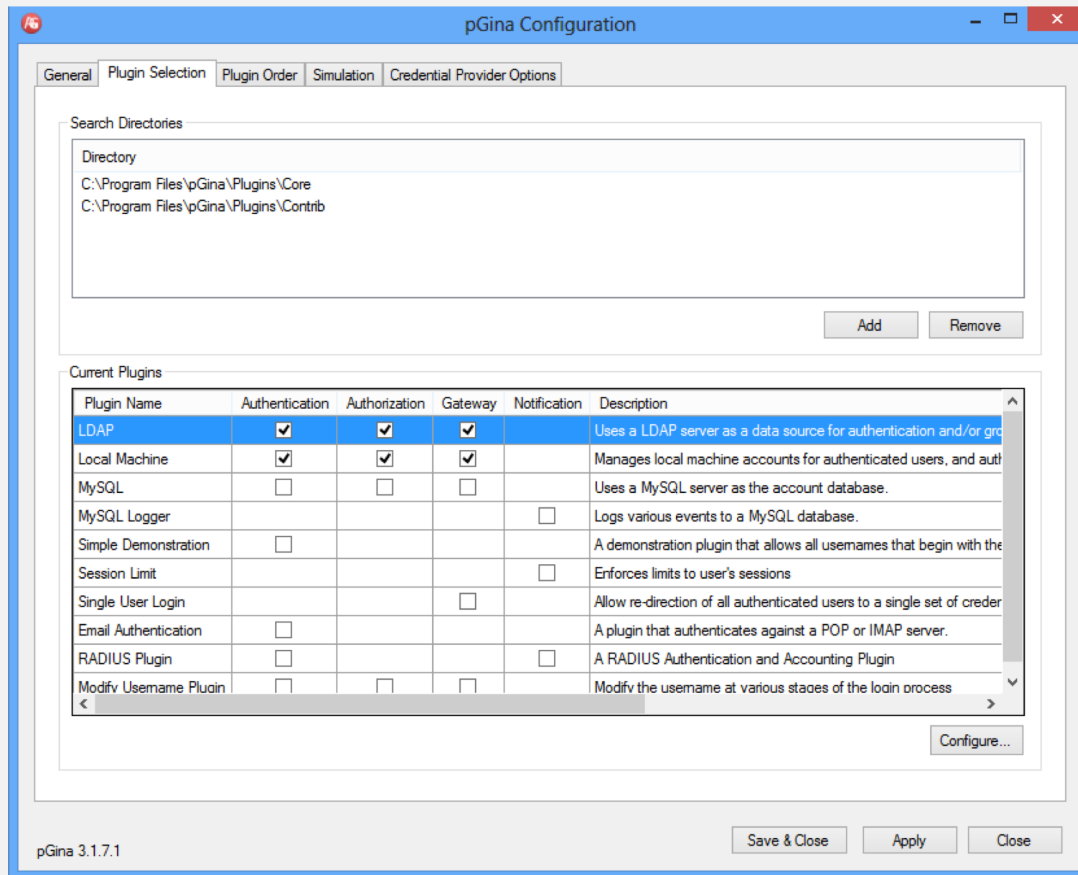 pGina Configuration
General Plugin Selection Plugin Order Simulation Credential Provider Options
Search Directories
Directory
C:\Program Files\pGina\Plugins\Core
C:\Program Files\pGina\Plugins\Contrib
Add Remove
Current Plugins
Plugin Name Authentication Authorization Gateway Notification Description
LDAP Uses a LDAP server as a data source for authentication and/or gro
Local Machine Manages local machine accounts for authenticated users, and auth
MySQL Uses a MySQL server as the account database.
MySQL Logger Logs various events to a MySQL database.
Simple Demonstration A demonstration plugin that allows all usernames that begin with the
Session Limit Enforces limits to user's sessions
Single User Login Allow re-direction of all authenticated users to a single set of creden
Email Authentication A plugin that authenticates against a POP or IMAP server.
RADIUS Plugin A RADIUS Authentication and Accounting Plugin
Modify Username Plugin Modify the username at various stages of the login process
Configure...
Save & Close Apply Close
pGina 3.1.7.1